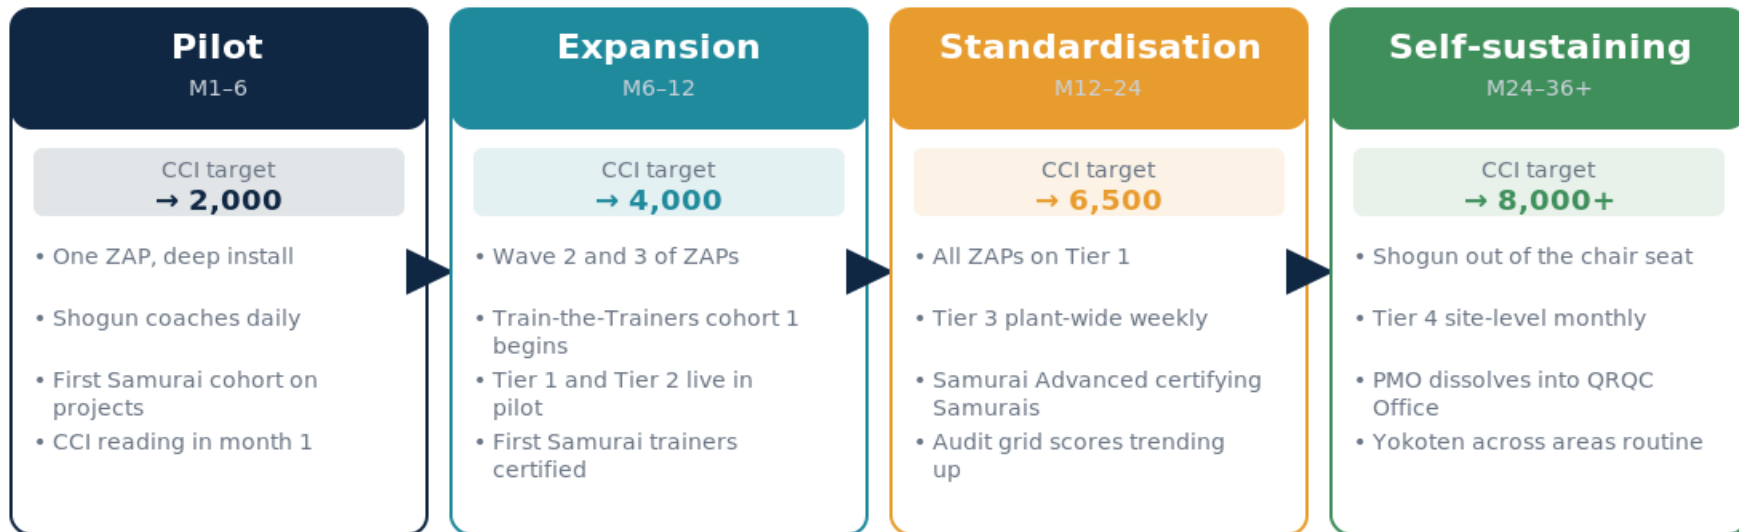 Pilot
M1–6
CCI target
→ 2,000
• One ZAP, deep install
• Shogun coaches daily
• First Samurai cohort on
projects
• CCI reading in month 1
Expansion
M6–12
CCI target
→ 4,000
• Wave 2 and 3 of ZAPs
• Train-the-Trainers cohort 1
begins
• Tier 1 and Tier 2 live in
pilot
• First Samurai trainers
certified
Standardisation
M12–24
CCI target
→ 6,500
• All ZAPs on Tier 1
• Tier 3 plant-wide weekly
• Samurai Advanced certifying
Samurais
• Audit grid scores trending
up
Self-sustaining
M24–36+
CCI target
→ 8,000+
• Shogun out of the chair seat
• Tier 4 site-level monthly
• PMO dissolves into QRQC
Office
• Yokoten across areas routine